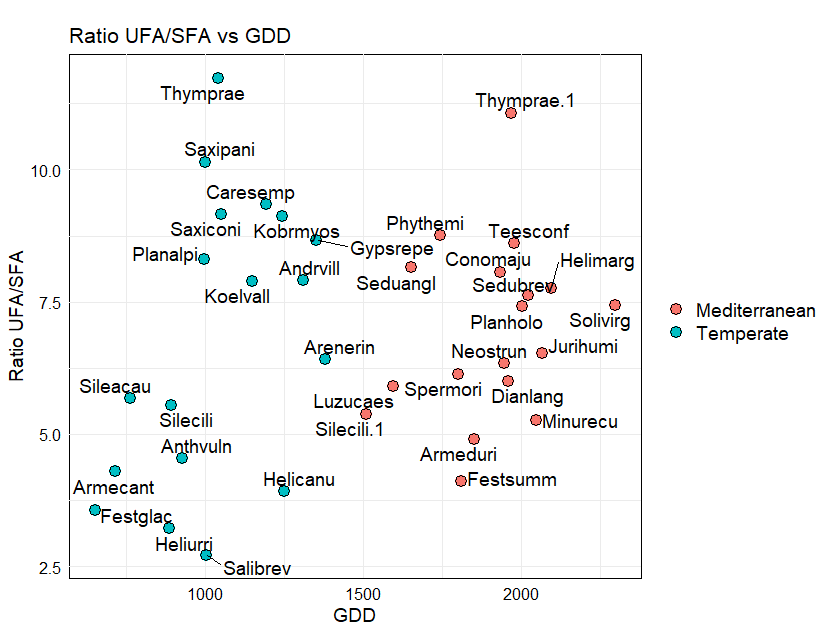 Ratio UFA/SFA vs GDD
Thymprae
Thymprae.1
Saxipani
10.0
Caresemp
Saxiconi
Kobrmyos
Phythemi
Teesconf
Planalpi
Gypsrepe
Conomaju
Helimarg
Andrvill
Seduangl
Sedubrev
Koelvall
7.5
Planholo
Solivirg
Ratio UFA/SFA
Mediterranean
Temperate
Arenerin
Neostrun
Jurihumi
Sileacau
Luzucaes
Spermori
Dianlang
Silecili
Silecili.1
Minurecu
5.0
Anthvuln
Armeduri
Armecant
Helicanu
Festsumm
Festglac
Heliurri
Salibrev
2.5
1000
1500
2000
GDD